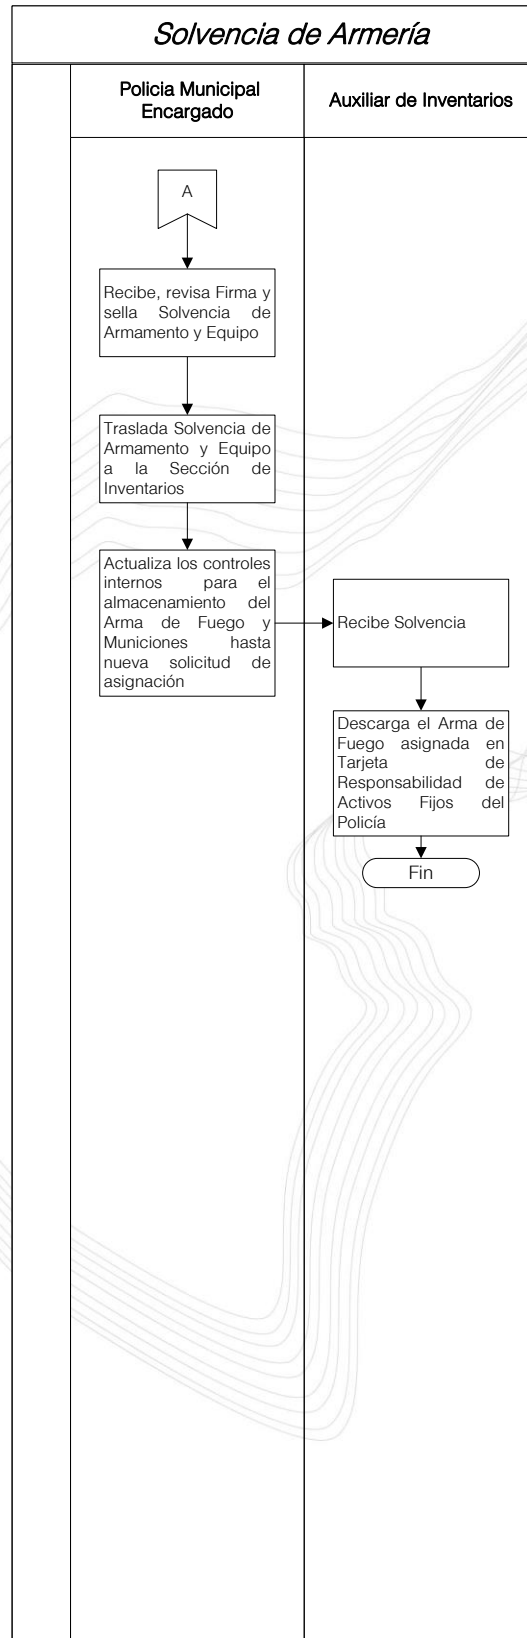 Solvencia de Armería
Policia Municipal
Encargado
Auxiliar de Inventarios
A
Recibe, revisa Firma y
sella Solvencia de
Armamento y Equipo
Traslada Solvencia de
Armamento y Equipo
a la Sección de
Inventarios
Actualiza los controles
internos para el
almacenamiento del
Arma de Fuego y
Municiones hasta
nueva solicitud de
asignación
Recibe Solvencia
Descarga el Arma de
Fuego asignada en
Tarjeta de
Responsabilidad de
Activos Fijos del
Policía
Fin